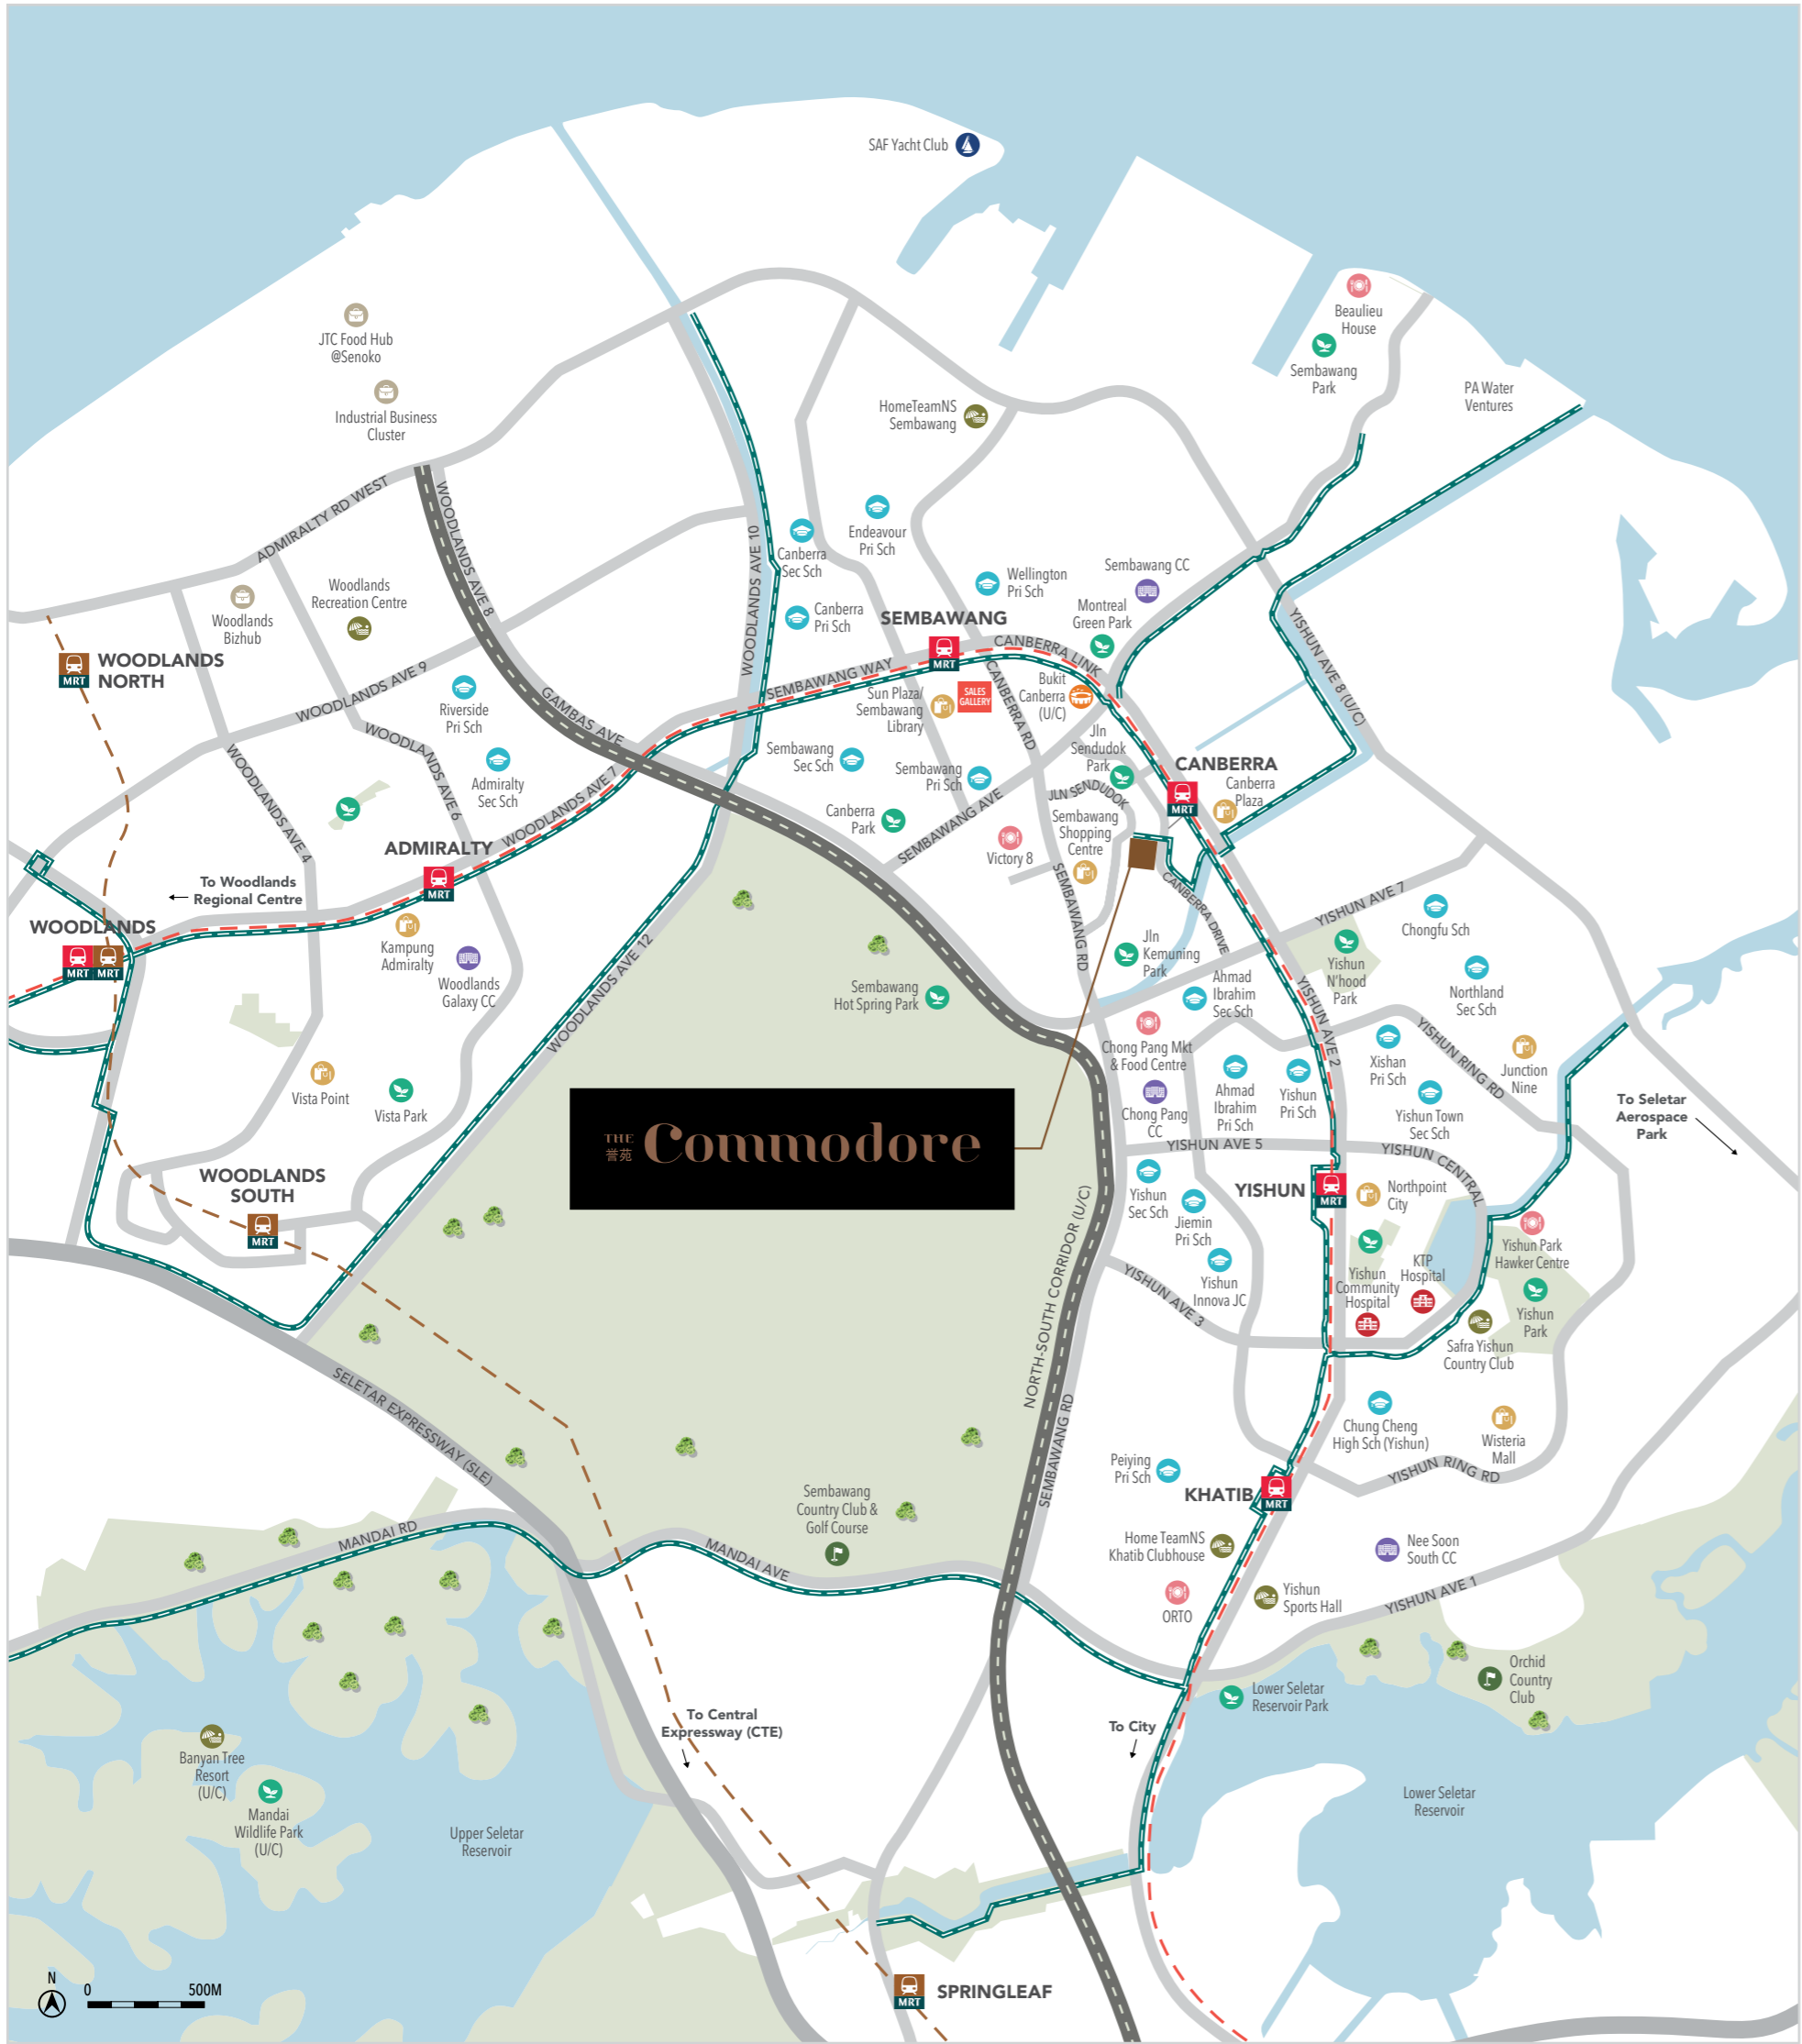 SAF Yacht Club
Beaulieu
House
Sembawang
Park
PA Water
Ventures
JTC Food Hub
@Senoko
Industrial Business
Cluster
HomeTeamNS
Sembawang
ADMIRALTY RD WEST
WOODLANDS AVE 8
WOODLANDS AVE 10
Endeavour
Pri Sch
Canberra
Sec Sch
Wellington
Pri Sch
Sembawang CC
Montreal
Green Park
Canberra
Pri Sch
SEMBAWANG
MRT
CANBERRA LINK
YISHUN AVE 8 (U/C)
Woodlands
Recreation Centre
Woodlands
Bizhub
WOODLANDS
NORTH
MRT
WOODLANDS AVE 9
Riverside
Pri Sch
GAMBAS AVE
SEMBAWANG WAY
Sun Plaza/
Sembawang
Library
SALES
GALLERY
CANBERRA RD
Bukit
Canberra
(U/C)
Jln
Sendudok
Park
CANBERRA
MRT
Canberra
Plaza
WOODLANDS AVE 4
WOODLANDS AVE 6
Admiralty
Sec Sch
WOODLANDS AVE 7
Sembawang
Sec Sch
Sembawang
Pri Sch
Canberra
Park
SEMBAWANG AVE
JLN SENDUDOK
Sembawang
Shopping
Centre
Victory 8
SEMBAWANG RD
CANBERRA DRIVE
ADMIRALTY
MRT
To Woodlands
Regional Centre
WOODLANDS
MRT
MRT
Kampung
Admiralty
Woodlands
Galaxy CC
WOODLANDS AVE 12
Sembawang
Hot Spring Park
Jln
Kemuning
Park
YISHUN AVE 7
Chongfu Sch
Yishun
N'hood
Park
Northland
Sec Sch
Ahmad
Ibrahim
Sec Sch
YISHUN AVE 2
YISHUN RING RD
Chong Pang Mkt
& Food Centre
Xishan
Pri Sch
Junction
Nine
Chong Pang
CC
Ahmad
Ibrahim
Pri Sch
Yishun
Pri Sch
Yishun Town
Sec Sch
To Seletar
Aerospace
Park
Vista Point
Vista Park
THE
誉苑
Commodore
YISHUN AVE 5
YISHUN CENTRAL
WOODLANDS
SOUTH
MRT
Yishun
Sec Sch
Jiemin
Pri Sch
Yishun
Innova JC
YISHUN
MRT
Northpoint
City
Yishun Park
Hawker Centre
KTP
Hospital
Yishun
Community
Hospital
Yishun
Park
Safra Yishun
Country Club
NORTH-SOUTH CORRIDOR (U/C)
YISHUN AVE 3
SELETAR EXPRESSWAY (SLE)
SEMBAWANG RD
Chung Cheng
High Sch (Yishun)
Wisteria
Mall
YISHUN RING RD
Peiying
Pri Sch
KHATIB
MRT
Sembawang
Country Club &
Golf Course
MANDAI RD
MANDAI AVE
Home TeamNS
Khatib Clubhouse
Nee Soon
South CC
ORTO
Yishun
Sports Hall
YISHUN AVE 1
Orchid
Country
Club
Lower Seletar
Reservoir Park
To Central
Expressway (CTE)
To City
Banyan Tree
Resort
(U/C)
Mandai
Wildlife Park
(U/C)
Upper Seletar
Reservoir
Lower Seletar
Reservoir
N
0
500M
MRT
SPRINGLEAF